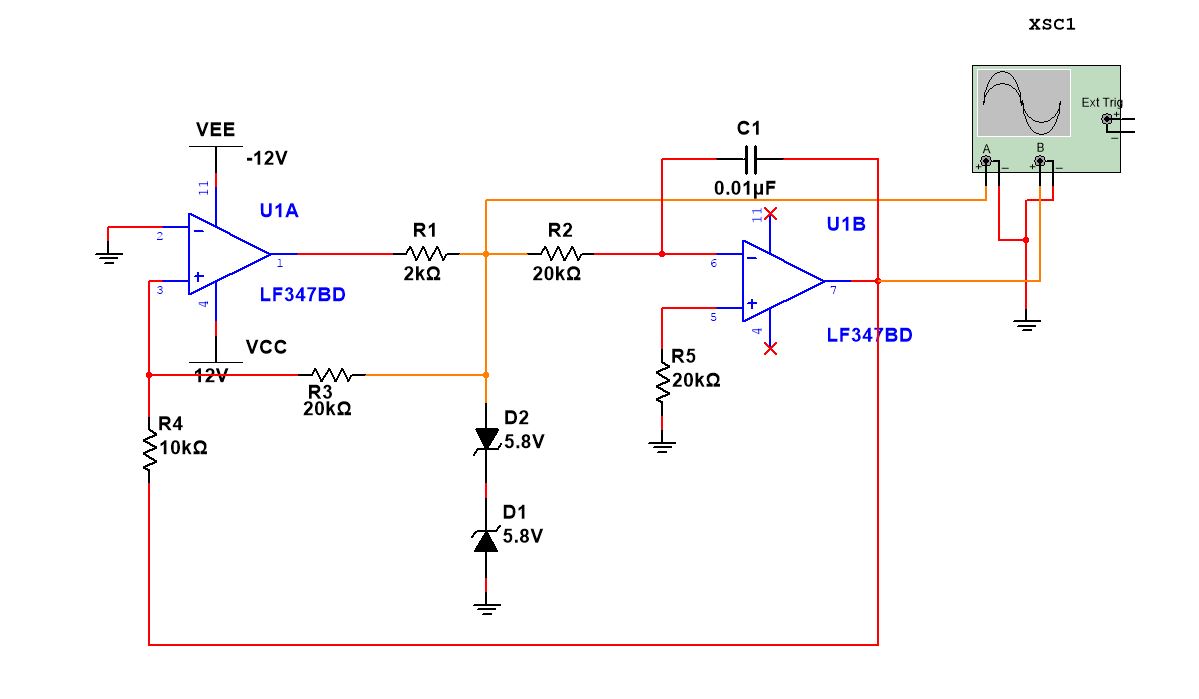 XSC1
Ext Trig
+
−
A
B
+
−
+
−
VEE
-12V
11
U1A
2
−
3
+
1
4
LF347BD
VCC
12V
R1
2kΩ
R2
20kΩ
C1
0.01µF
11
U1B
6
−
5
+
7
4
LF347BD
R3
20kΩ
R4
10kΩ
R5
20kΩ
D2
5.8V
D1
5.8V